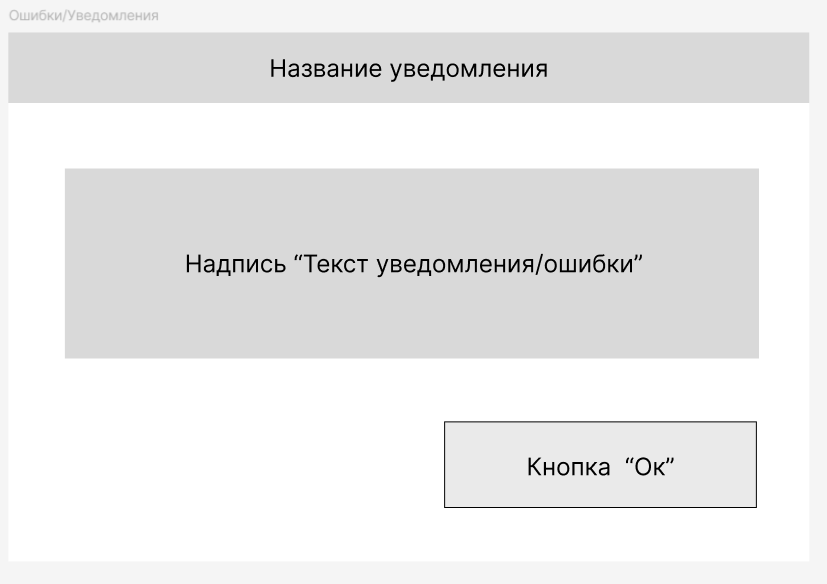 Ошибки/Уведомления
Название уведомления
Надпись “Текст уведомления/ошибки”
Кнопка “Ок”